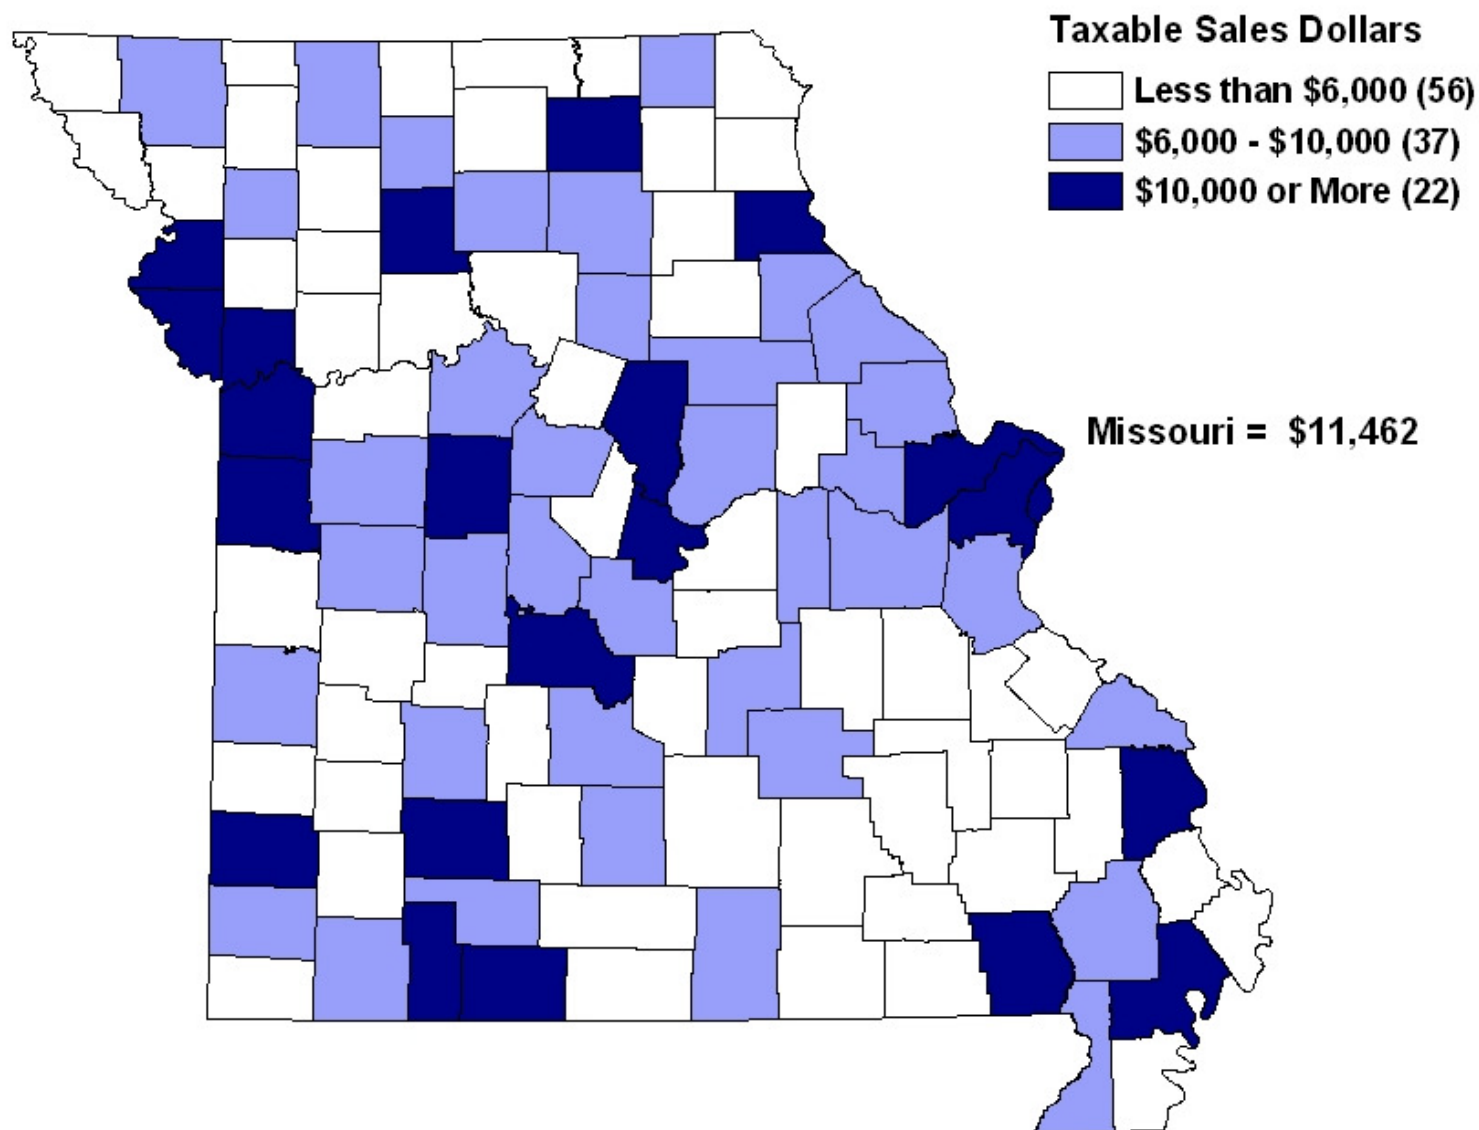 Taxable Sales Dollars
Less than $6,000 (56)
$6,000 - $10,000 (37)
$10,000 or More (22)
Missouri = $11,462